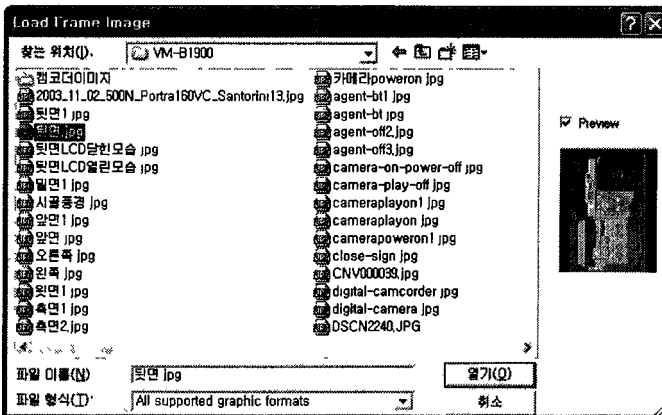 Load Frame Image
찾는 위치(I). VM-B1900
캠코더이미지
2003_11_02_500N_Portra160VC_Santorini13.jpg
뒷면1 jpg
뒷면.jpg
뒷면LCD닫힌모습 jpg
뒷면LCD열린모습 jpg
밑면1 jpg
시골풍경 jpg
앞면1 jpg
앞면 jpg
오른쪽 jpg
왼쪽 jpg
윗면1 jpg
측면1 jpg
측면2.jpg
카메라poweron jpg
agent-bt1 jpg
agent-bt jpg
agent-off2.jpg
agent-off3.jpg
camera-on-power-off jpg
camera-play-off jpg
cameraplayon1 jpg
cameraplayon jpg
camerapoweron1 jpg
close-sign jpg
CNV000039.jpg
digital-camcorder jpg
digital-camera jpg
DSCN2240.JPG
Preview
파일 이름(N) 뒷면 jpg 열기(O)
파일 형식(T): All supported graphic formats 취소